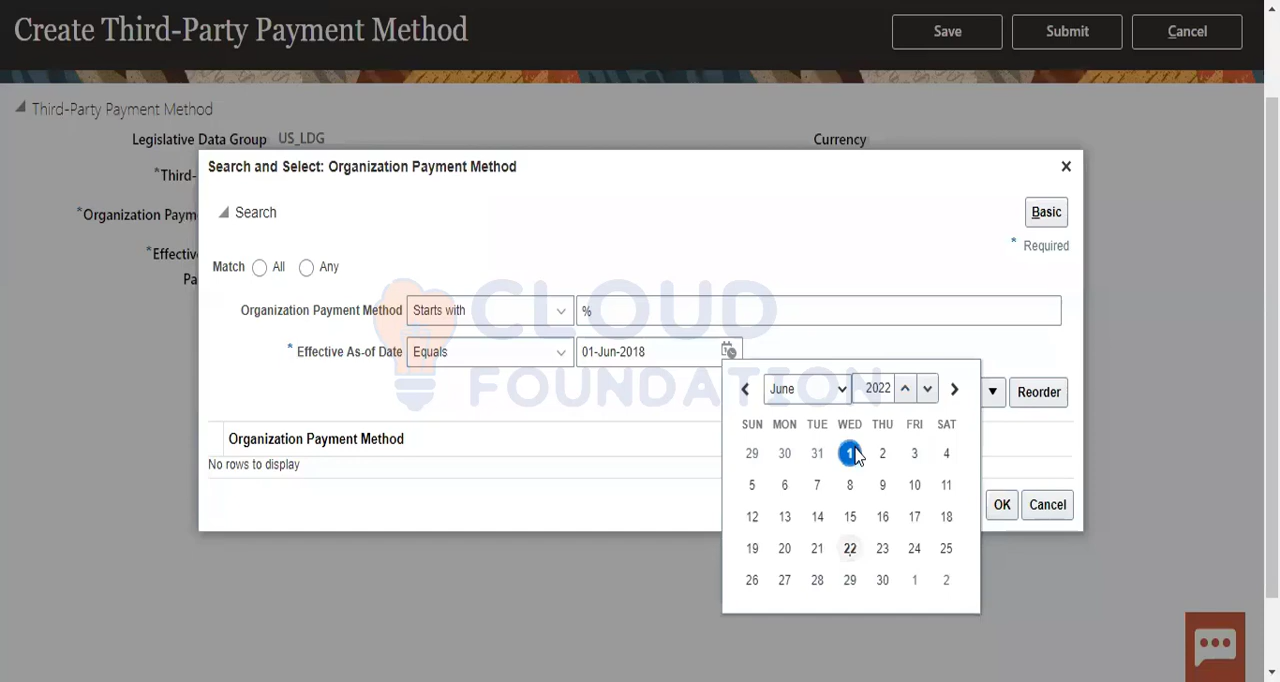 Create Third-Party Payment Method
Save Submit Cancel
Third-Party Payment Method
Legislative Data Group US_LDG Currency
*Third-
*Organization Paym
*Effective
Pa
Search and Select: Organization Payment Method
Search
Basic
* Required
Match All Any
Organization Payment Method Starts with %
* Effective As-of Date Equals 01-Jun-2018
CLOUD
FOUNDATION
Reorder
Organization Payment Method
No rows to display
OK Cancel
June 2022
SUN MON TUE WED THU FRI SAT
29 30 31 1 2 3 4
5 6 7 8 9 10 11
12 13 14 15 16 17 18
19 20 21 22 23 24 25
26 27 28 29 30 1 2